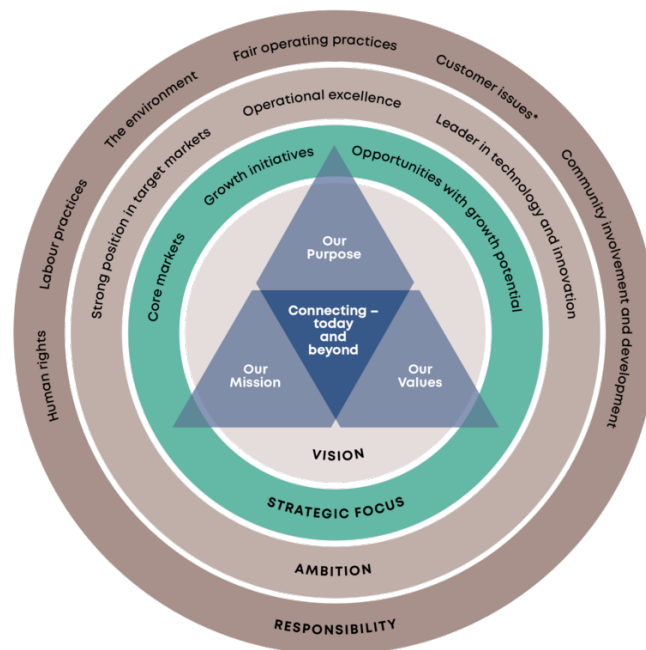 Human rights
Labour practices
The environment
Fair operating practices
Customer issues*
Community involvement and development
Strong position in target markets
Operational excellence
Leader in technology and innovation
Core markets
Growth initiatives
Opportunities with growth potential
Our
Purpose
Connecting –
today
and
beyond
Our
Mission
Our
Values
VISION
STRATEGIC FOCUS
AMBITION
RESPONSIBILITY